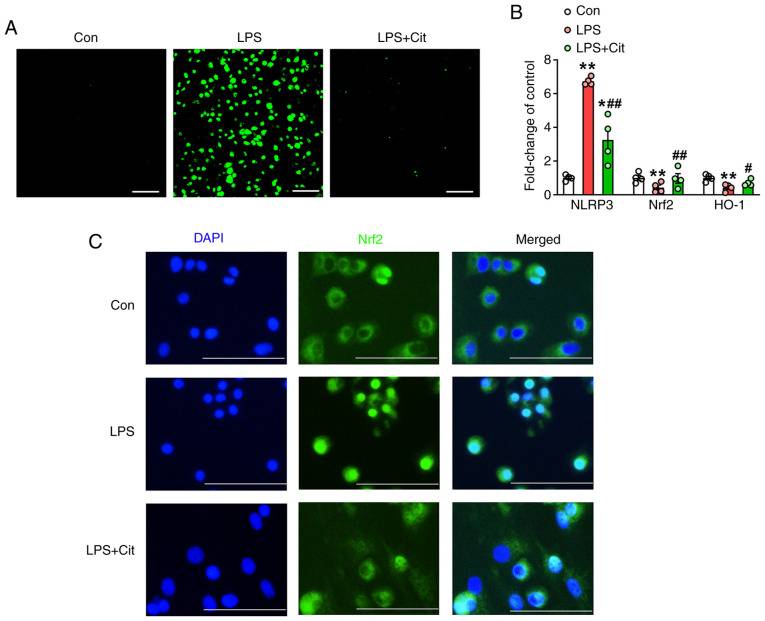 A
Con
LPS
LPS+Cit
B
Con
LPS
LPS+Cit
Fold-change of control
8
6
4
2
0
**
*##
**
##
**
#
NLRP3
Nrf2
HO-1
C
DAPI
Nrf2
Merged
Con
LPS
LPS+Cit